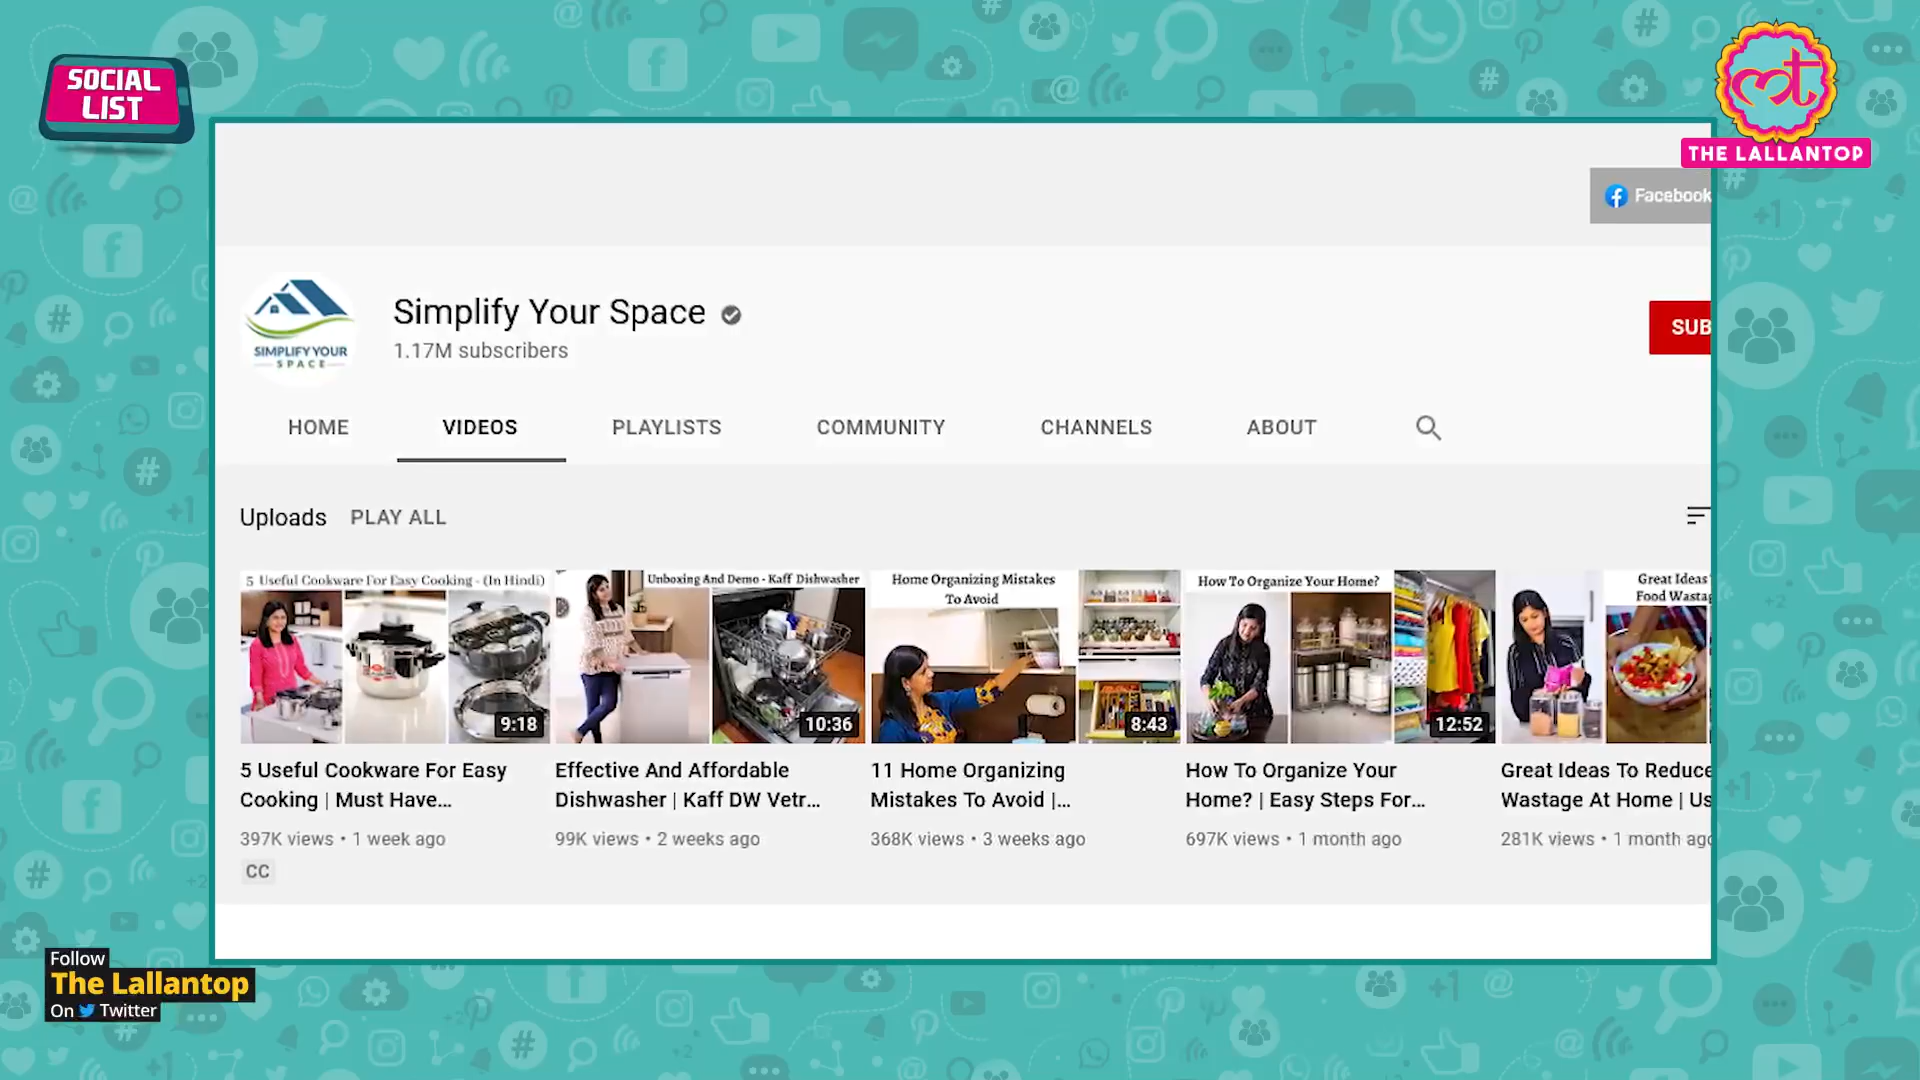 SOCIAL
LIST
THE LALLANTOP
Facebook
SIMPLIFY YOUR
SPACE
Simplify Your Space
1.17M subscribers
SUB
HOME
VIDEOS
PLAYLISTS
COMMUNITY
CHANNELS
ABOUT
Uploads
PLAY ALL
5 Useful Cookware For Easy Cooking - (In Hindi)
9:18
5 Useful Cookware For Easy
Cooking | Must Have...
397K views • 1 week ago
CC
Unboxing And Demo - Kaff Dishwasher
10:36
Effective And Affordable
Dishwasher | Kaff DW Vetr...
99K views • 2 weeks ago
Home Organizing Mistakes
To Avoid
8:43
11 Home Organizing
Mistakes To Avoid |...
368K views • 3 weeks ago
How To Organize Your Home?
12:52
How To Organize Your
Home? | Easy Steps For...
697K views • 1 month ago
Great Ideas
Food Wastag
Great Ideas To Reduce
Wastage At Home | Us
281K views • 1 month ago
Follow
The Lallantop
On Twitter